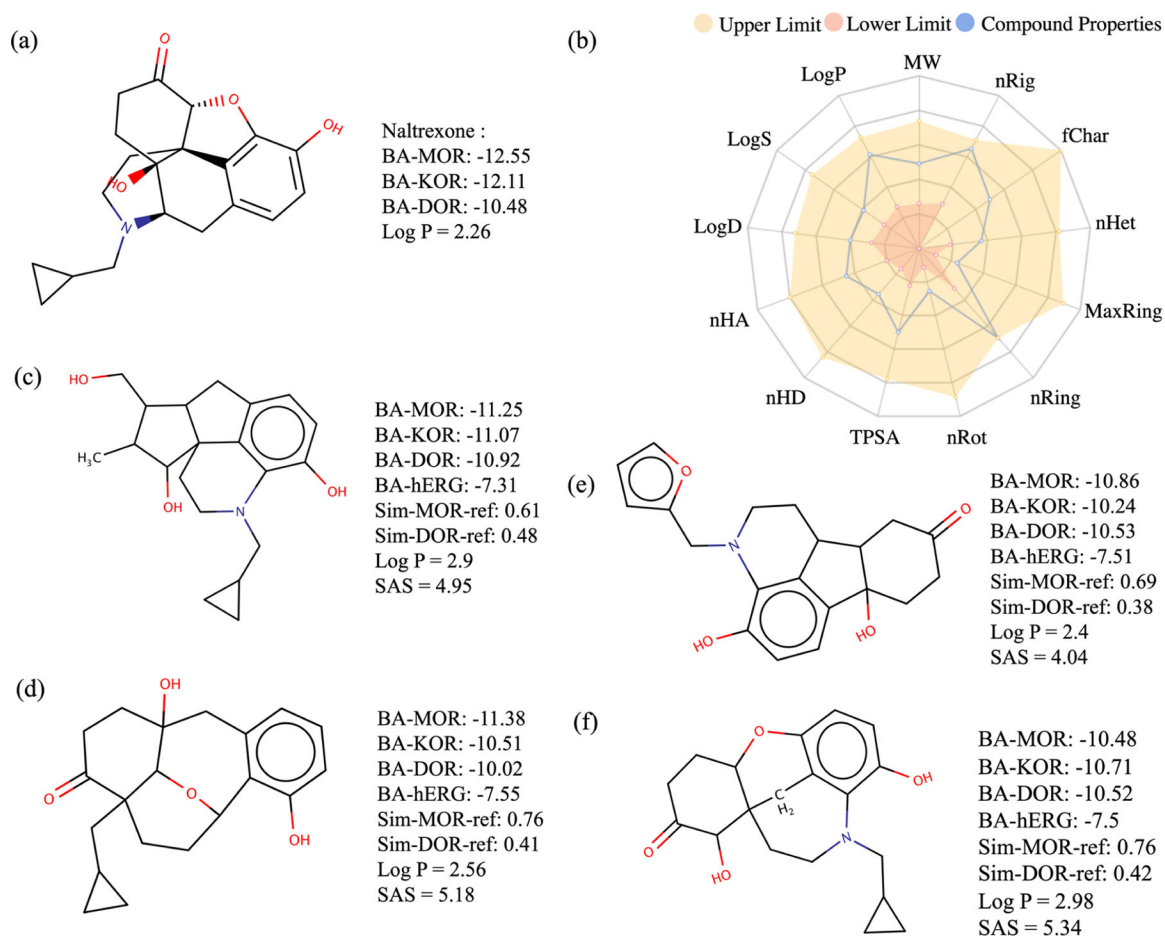 (a)
O
O
OH
HO
N
Naltrexone :
BA-MOR: -12.55
BA-KOR: -12.11
BA-DOR: -10.48
Log P = 2.26
(b)
Upper Limit Lower Limit Compound Properties
MW
nRig
fChar
nHet
MaxRing
nRing
nRot
TPSA
nHD
nHA
LogD
LogS
LogP
(c)
HO
H3C
OH
OH
N
BA-MOR: -11.25
BA-KOR: -11.07
BA-DOR: -10.92
BA-hERG: -7.31
Sim-MOR-ref: 0.61
Sim-DOR-ref: 0.48
Log P = 2.9
SAS = 4.95
(e)
O
N
O
HO
HO
BA-MOR: -10.86
BA-KOR: -10.24
BA-DOR: -10.53
BA-hERG: -7.51
Sim-MOR-ref: 0.69
Sim-DOR-ref: 0.38
Log P = 2.4
SAS = 4.04
(d)
OH
O
O
OH
BA-MOR: -11.38
BA-KOR: -10.51
BA-DOR: -10.02
BA-hERG: -7.55
Sim-MOR-ref: 0.76
Sim-DOR-ref: 0.41
Log P = 2.56
SAS = 5.18
(f)
O
CH2
OH
O
HO
N
BA-MOR: -10.48
BA-KOR: -10.71
BA-DOR: -10.52
BA-hERG: -7.5
Sim-MOR-ref: 0.76
Sim-DOR-ref: 0.42
Log P = 2.98
SAS = 5.34